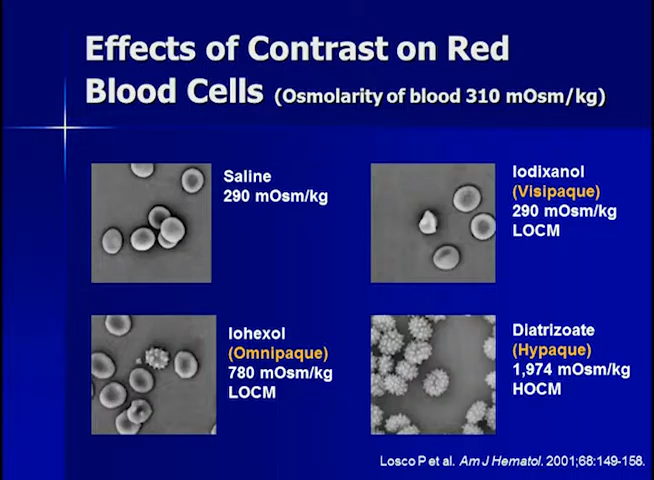 Effects of Contrast on Red
Blood Cells (Osmolarity of blood 310 mOsm/kg)
Saline
290 mOsm/kg
Iodixanol
(Visipaque)
290 mOsm/kg
LOCM
Iohexol
(Omnipaque)
780 mOsm/kg
LOCM
Diatrizoate
(Hypaque)
1,974 mOsm/kg
HOCM
Losco P et al. Am J Hematol. 2001;68:149-158.